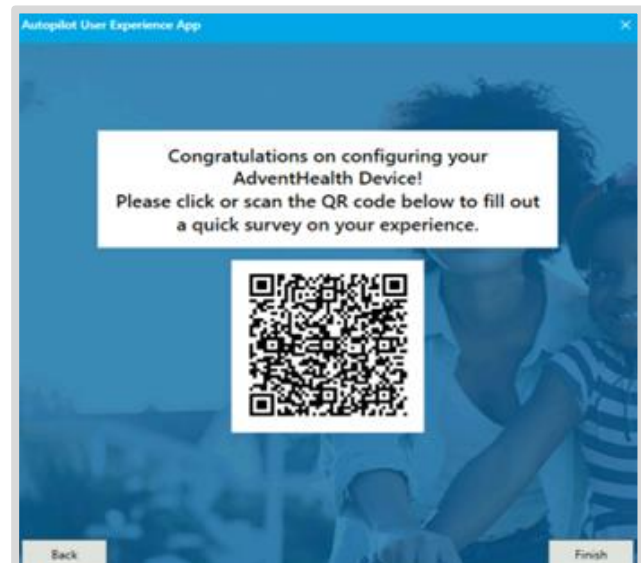 Autopilot User Experience App
Congratulations on configuring your
AdventHealth Device!
Please click or scan the QR code below to fill out
a quick survey on your experience.
Back
Finish